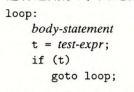 loop:
body-statement
t = test-expr;
if (t)
goto loop;